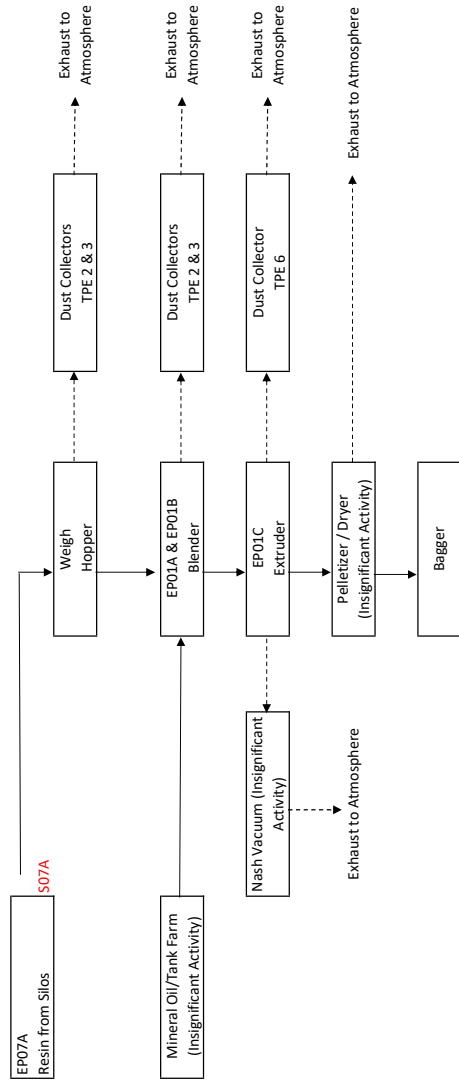 EP07A
Resin from Silos
S07A
Weigh
Hopper
Dust Collectors
TPE 2 & 3
Exhaust to
Atmosphere
Mineral Oil/Tank Farm
(Insignificant Activity)
EP01A & EP01B
Blender
Dust Collectors
TPE 2 & 3
Exhaust to
Atmosphere
Nash Vacuum (Insignificant
Activity)
Exhaust to Atmosphere
EP01C
Extruder
Dust Collector
TPE 6
Exhaust to
Atmosphere
Pelletizer / Dryer
(Insignificant Activity)
Exhaust to Atmosphere
Bagger